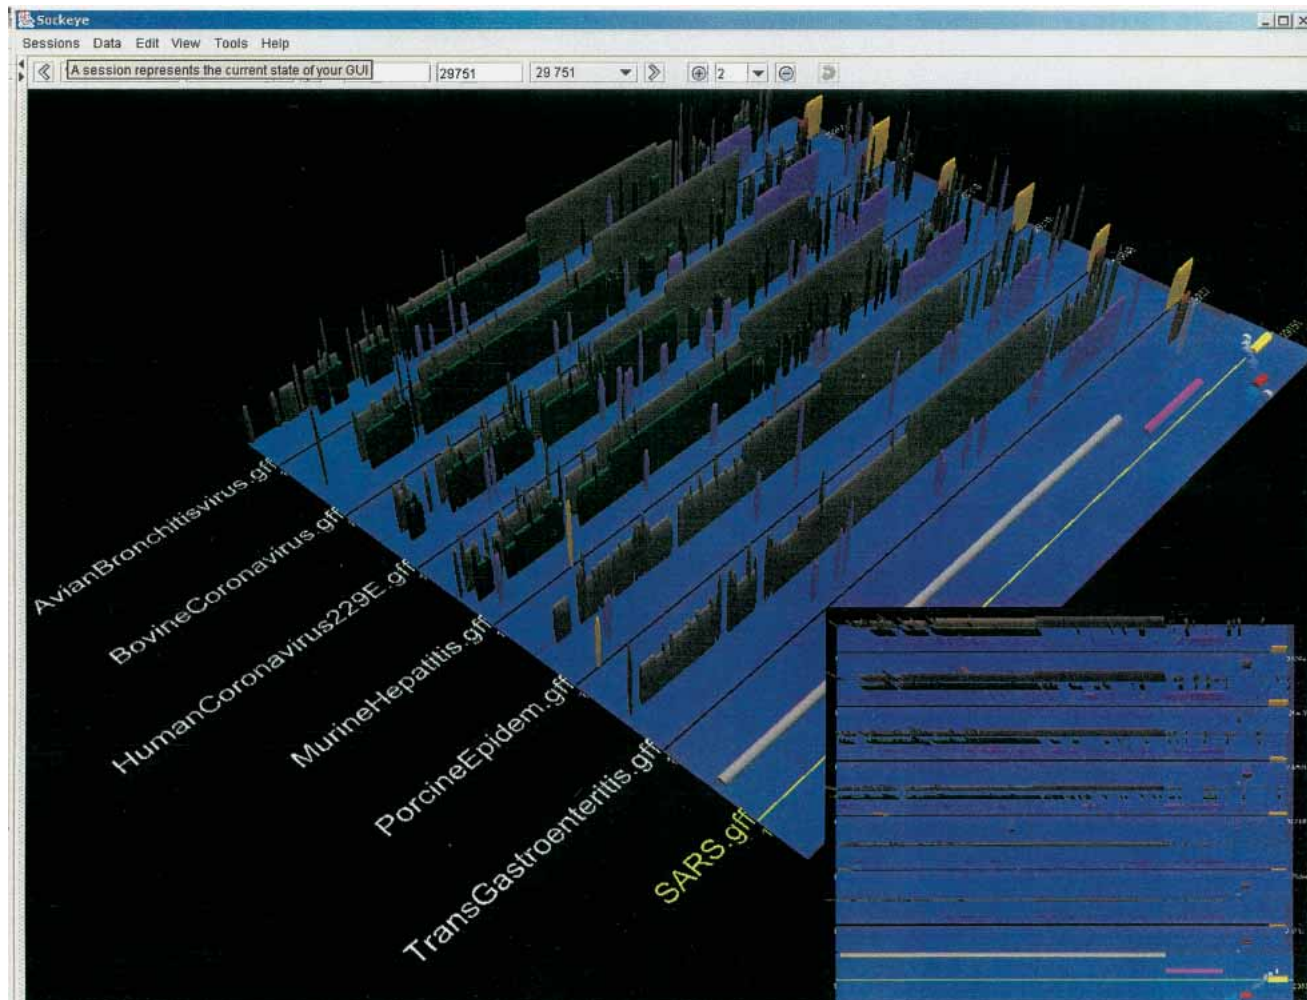 Sockeye
Sessions Data Edit View Tools Help
A session represents the current state of your GUI 29751 29 751 2
AvianBronchitisvirus.gff
BovineCoronavirus.gff
HumanCoronavirus229E.gff
MurineHepatitis.gff
PorcineEpidem.gff
TransGastroenteritis.gff
SARS.gff
29751